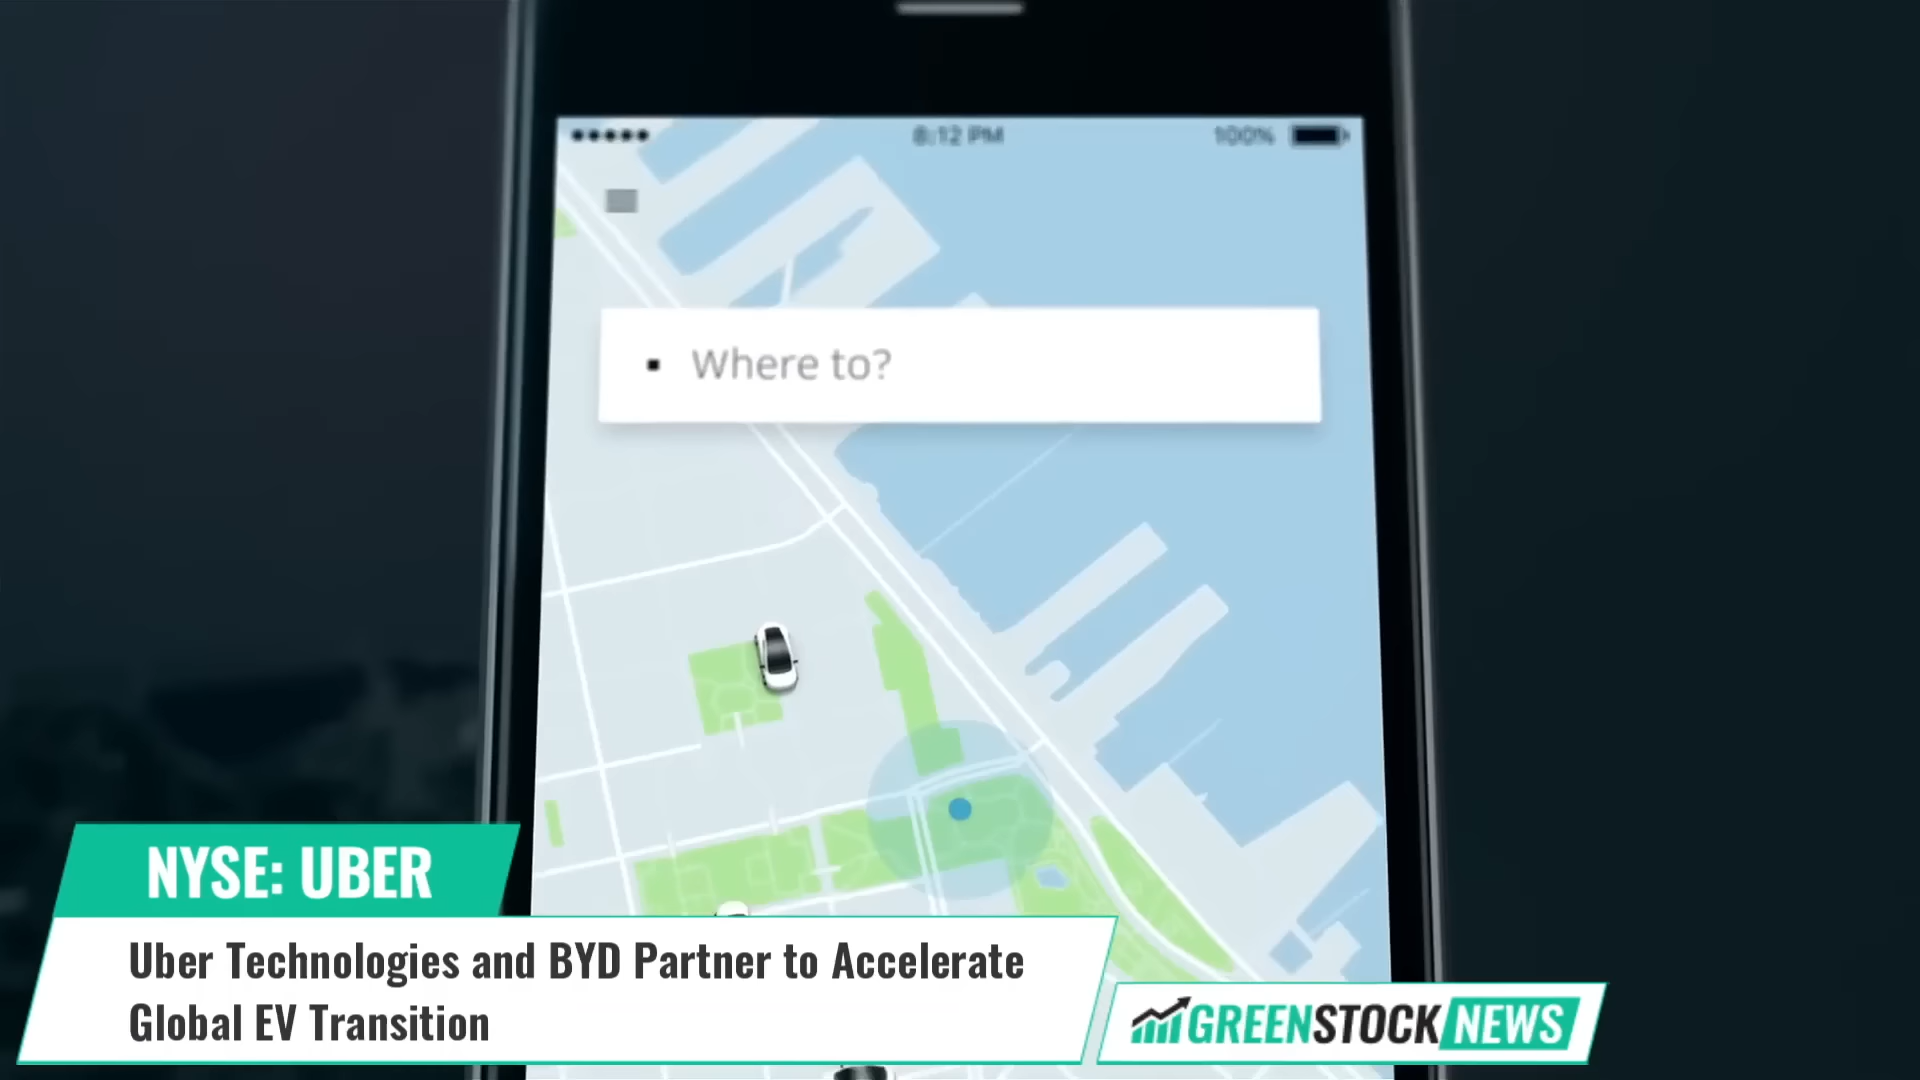 8:12 PM
100%
Where to?
NYSE: UBER
Uber Technologies and BYD Partner to Accelerate
Global EV Transition
GREENSTOCK NEWS